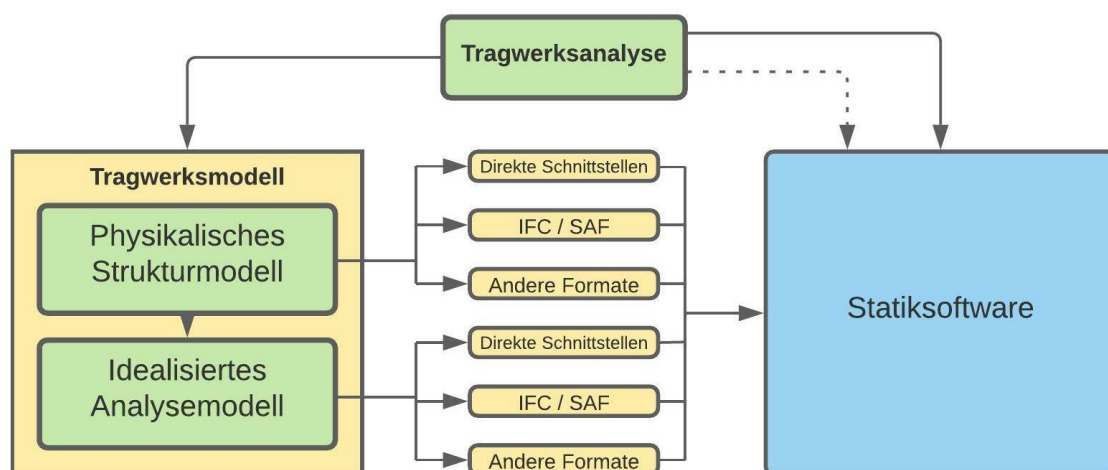 Tragwerksanalyse
Tragwerksmodell
Physikalisches
Strukturmodell
Idealisiertes
Analysemodell
Direkte Schnittstellen
IFC / SAF
Andere Formate
Direkte Schnittstellen
IFC / SAF
Andere Formate
Statiksoftware